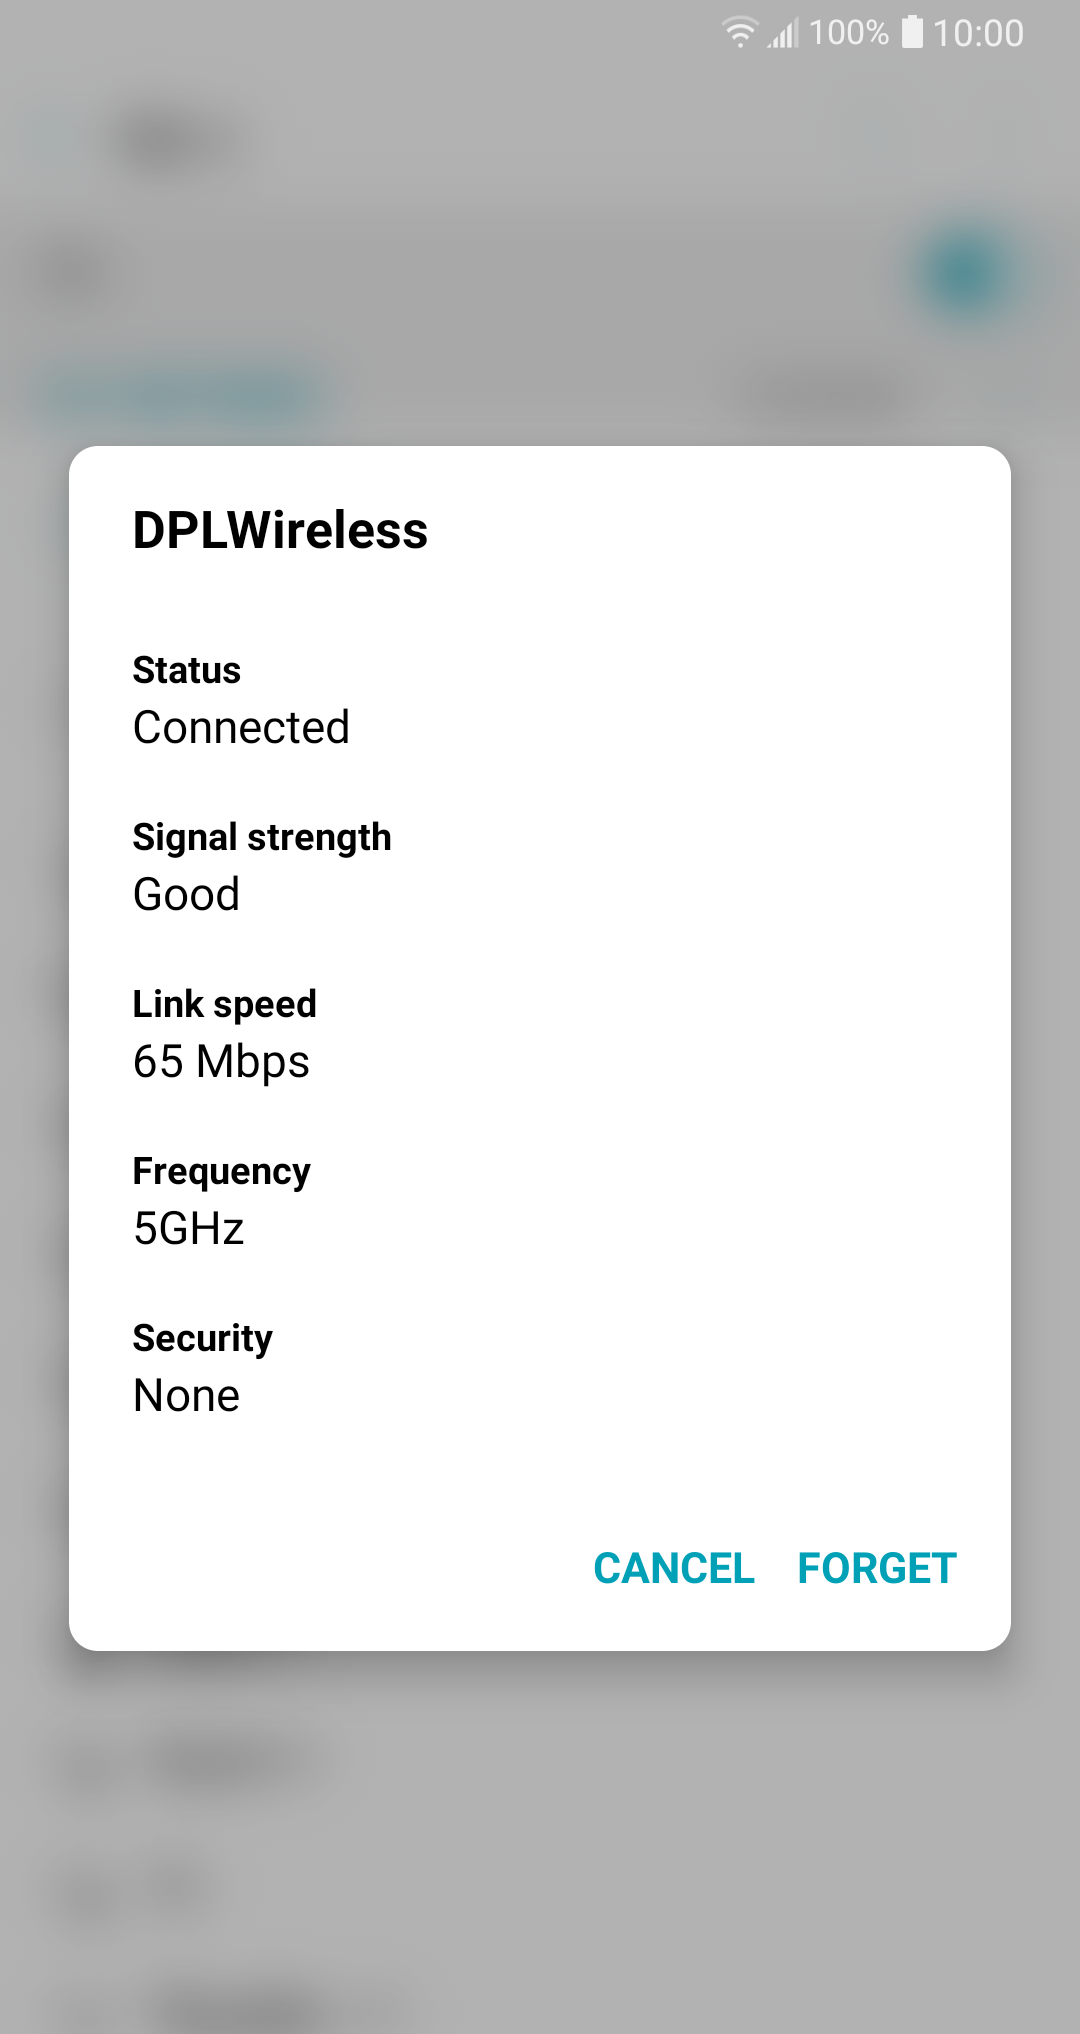 100% 10:00
DPLWireless
Status
Connected
Signal strength
Good
Link speed
65 Mbps
Frequency
5GHz
Security
None
CANCEL FORGET